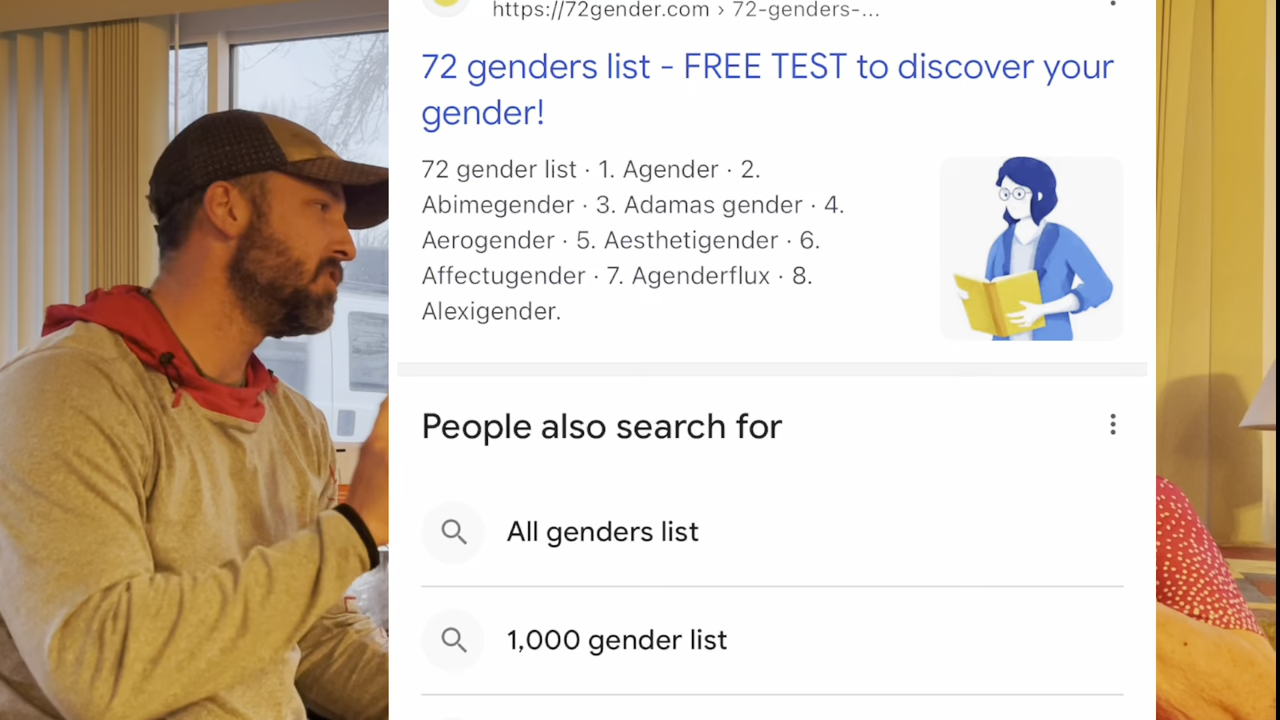 https://72gender.com › 72-genders-...
72 genders list - FREE TEST to discover your
gender!
72 gender list · 1. Agender · 2.
Abimegender · 3. Adamas gender · 4.
Aerogender · 5. Aesthetigender · 6.
Affectugender · 7. Agenderflux · 8.
Alexigender.
People also search for
All genders list
1,000 gender list